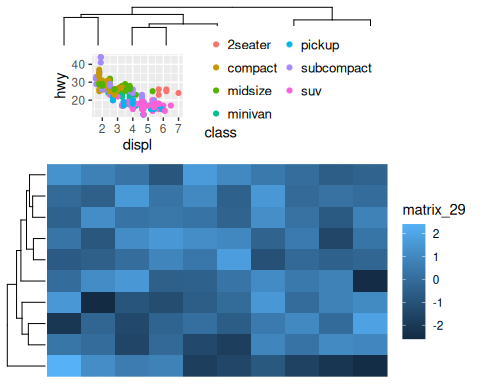 hwy
40
30
20
2 3 4 5 6 7
displ
2seater pickup
compact subcompact
midsize suv
minivan
class
matrix_29
2
1
0
-1
-2